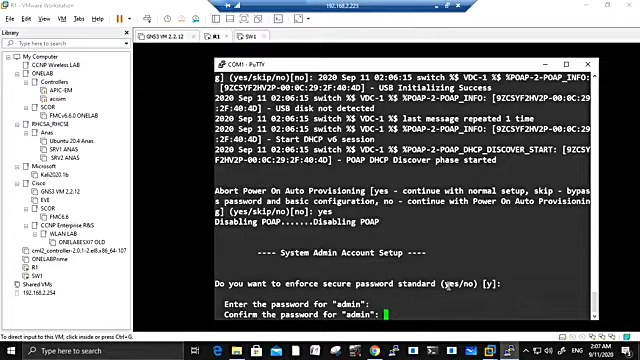 R1 - VMware Workstation
192.168.2.223
File Edit View VM Tabs Help
Library
Type here to search
GNS3 VM 2.2.12
R1
SW1
My Computer
CCNP Wireless LAB
ONELAB
Controllers
APIC-EM
acisim
SCOR
FMCv6.6.0 ONELAB
RHCSA_RHCSE
Anas
Ubuntu 20.4 Anas
SRV1 ANAS
SRV2 ANAS
Microsoft
Kali2020.1b
Cisco
GNS3 VM 2.2.12
EVE
SCOR
FMC6.6
CCNP Enterprise R&S
WLAN LAB
ONELABESXI7 OLD
cml2_controller-2.0.1-2.el8.x86_64-107
ONELABPnme
R1
SW1
Shared VMs
192.168.2.254
COM1 - PuTTY
g] (yes/skip/no)[no]: 2020 Sep 11 02:06:15 switch %$ VDC-1 %$ %POAP-2-POAP_INFO:
[9ZCSYF2HV2P-00:0C:29:2F:40:4D] - USB Initializing Success
2020 Sep 11 02:06:15 switch %$ VDC-1 %$ %POAP-2-POAP_INFO: [9ZCSYF2HV2P-00:0C:29
:2F:40:4D] - USB disk not detected
2020 Sep 11 02:06:15 switch %$ VDC-1 %$ last message repeated 1 time
2020 Sep 11 02:06:15 switch %$ VDC-1 %$ %POAP-2-POAP_INFO: [9ZCSYF2HV2P-00:0C:29
:2F:40:4D] - Start DHCP v6 session
2020 Sep 11 02:06:15 switch %$ VDC-1 %$ %POAP-2-POAP_DHCP_DISCOVER_START: [9ZCSY
F2HV2P-00:0C:29:2F:40:4D] - POAP DHCP Discover phase started
Abort Power On Auto Provisioning [yes - continue with normal setup, skip - bypas
s password and basic configuration, no - continue with Power On Auto Provisionin
g] (yes/skip/no)[no]: yes
Disabling POAP.......Disabling POAP
---- System Admin Account Setup ----
Do you want to enforce secure password standard (yes/no) [y]:
Enter the password for "admin":
Confirm the password for "admin":
To direct input to this VM, click inside or press Ctrl+G.
Type here to search
2:07 AM
9/11/2020